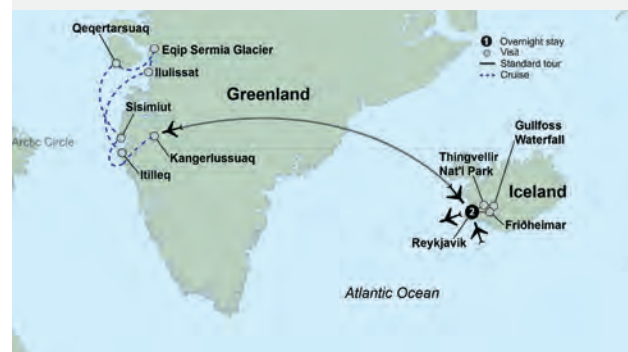 Qeqertarsuaq
Eqip Sermia Glacier
Ilulissat
Greenland
Sisimiut
Arctic Circle
Kangerlussuaq
Itilleq
1 Overnight stay
Visit
Standard tour
Cruise
Gullfoss
Waterfall
Thingvellir
Nat'l Park
Iceland
2
Friðheimar
Reykjavik
Atlantic Ocean